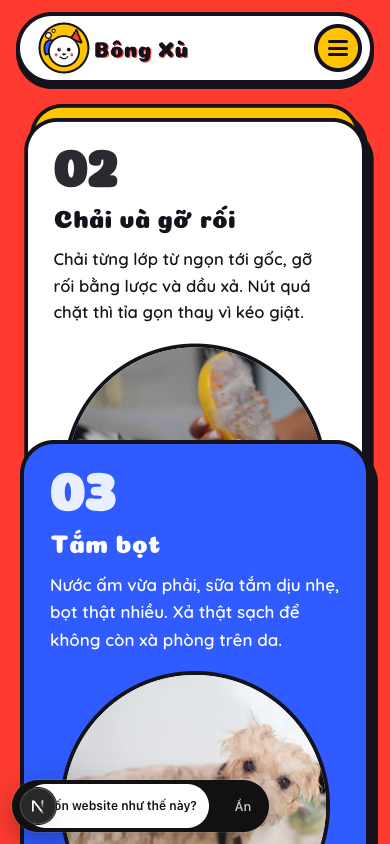 Bông Xù
02
Chải và gỡ rối
Chải từng lớp từ ngọn tới gốc, gỡ
rối bằng lược và dầu xả. Nút quá
chặt thì tỉa gọn thay vì kéo giật.
03
Tắm bọt
Nước ấm vừa phải, sữa tắm dịu nhẹ,
bọt thật nhiều. Xả thật sạch để
không còn xà phòng trên da.
N
website như thế này?
Ẩn